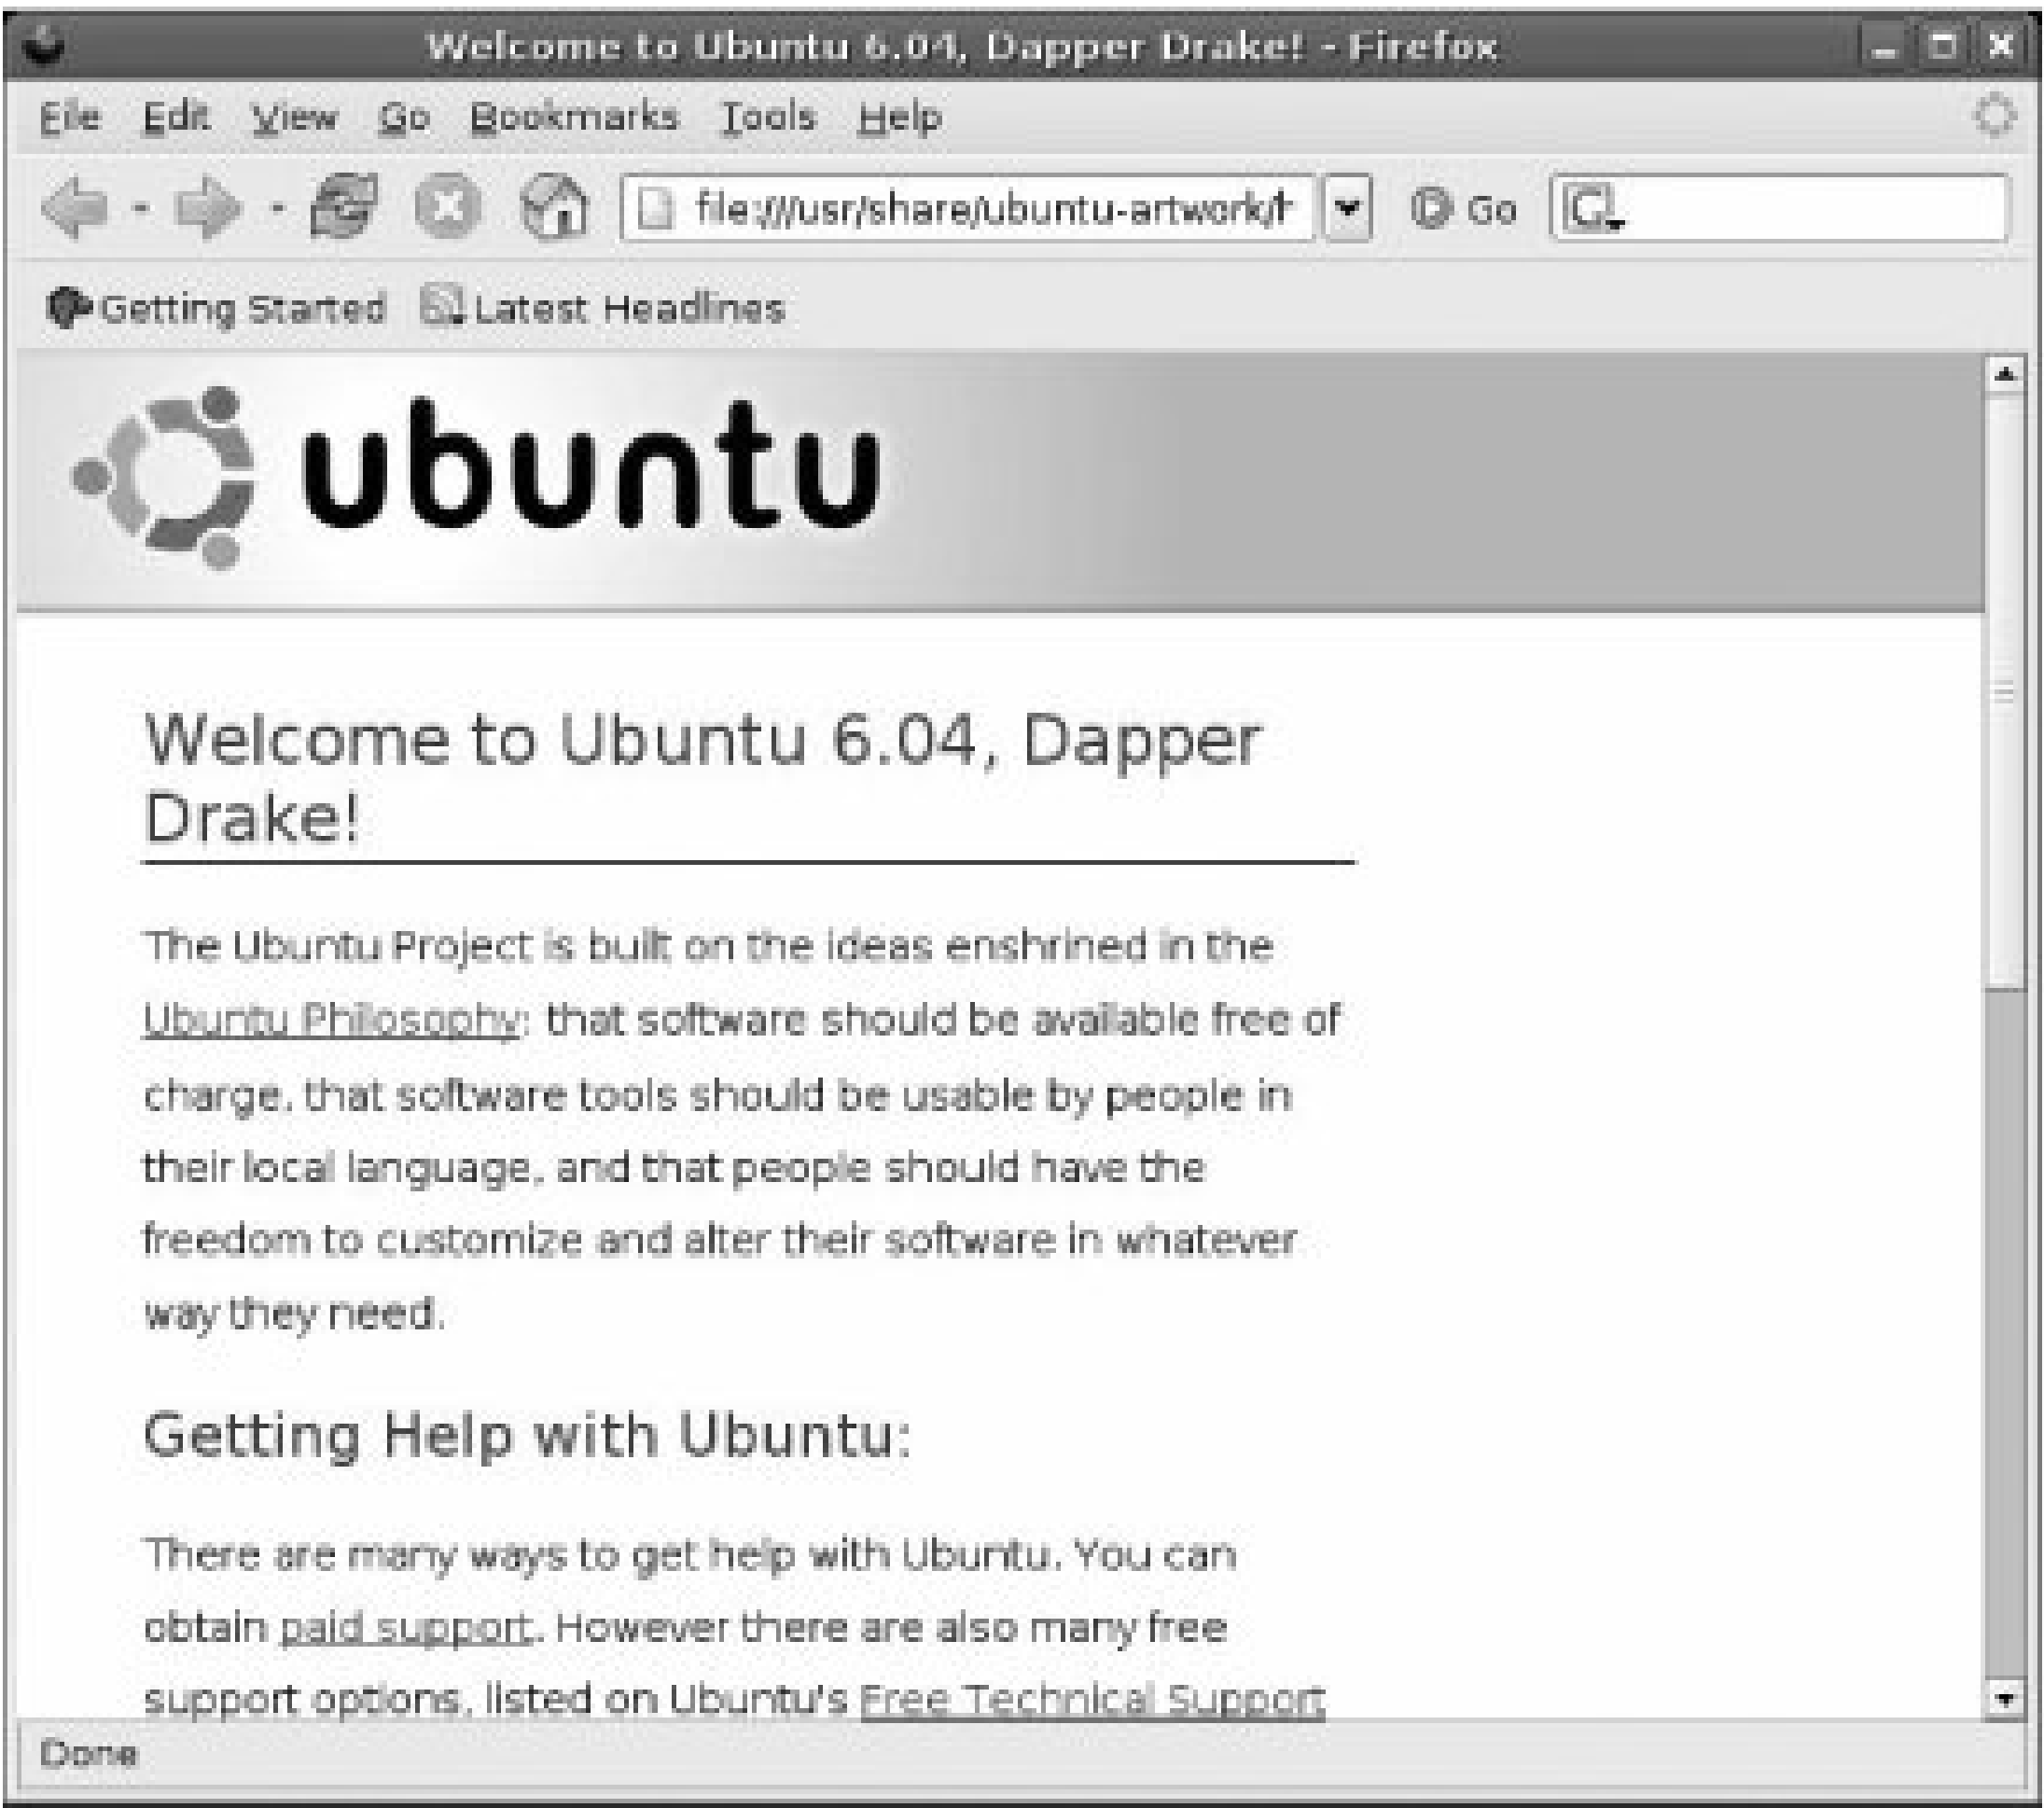 Welcome to Ubuntu 6.04, Dapper Drake! - Firefox
File Edit View Go Bookmarks Tools Help
file:///usr/share/ubuntu-artwork/h Go
Getting Started Latest Headlines
ubuntu
Welcome to Ubuntu 6.04, Dapper
Drake!
The Ubuntu Project is built on the ideas enshrined in the
Ubuntu Philosophy: that software should be available free of
charge, that software tools should be usable by people in
their local language, and that people should have the
freedom to customize and alter their software in whatever
way they need.
Getting Help with Ubuntu:
There are many ways to get help with Ubuntu. You can
obtain paid support. However there are also many free
support options, listed on Ubuntu's Free Technical Support
Done